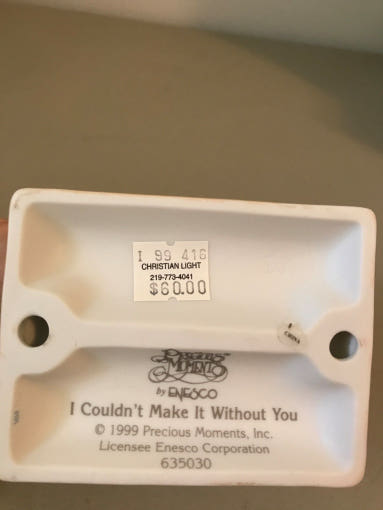 I 99 416
CHRISTIAN LIGHT
219-773-4041
$60.00
CHINA
PRECIOUS
MOMENTS
by ENESCO
I Couldn't Make It Without You
© 1999 Precious Moments, Inc.
Licensee Enesco Corporation
635030